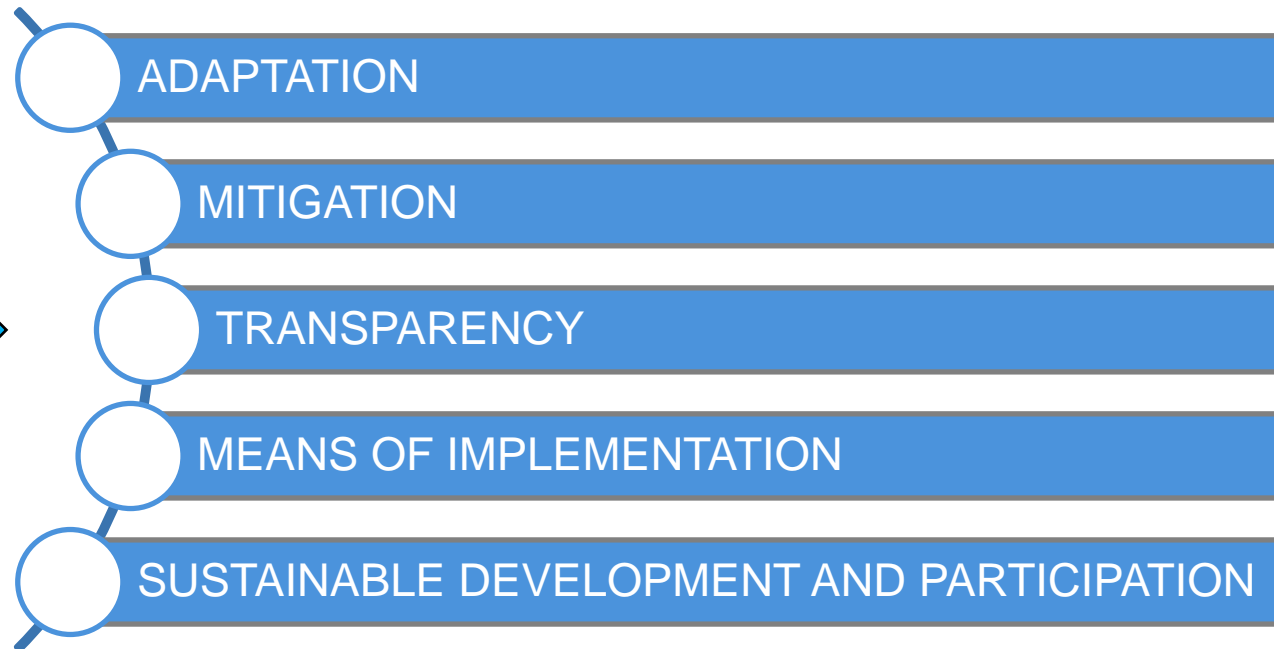 ADAPTATION
MITIGATION
TRANSPARENCY
MEANS OF IMPLEMENTATION
SUSTAINABLE DEVELOPMENT AND PARTICIPATION